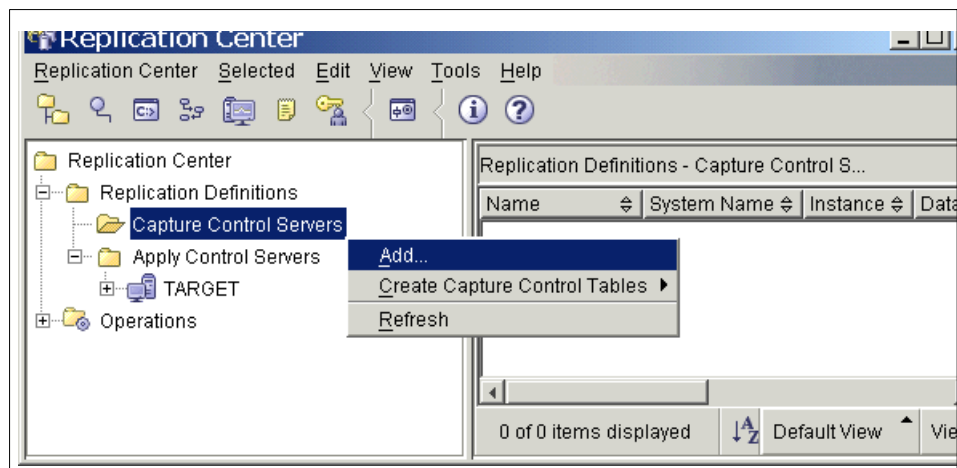 Replication Center
Replication Center Selected Edit View Tools Help
Replication Center
Replication Definitions
Capture Control Servers
Apply Control Servers
TARGET
Operations
Add...
Create Capture Control Tables
Refresh
Replication Definitions - Capture Control S...
Name System Name Instance Data
0 of 0 items displayed Default View Vie